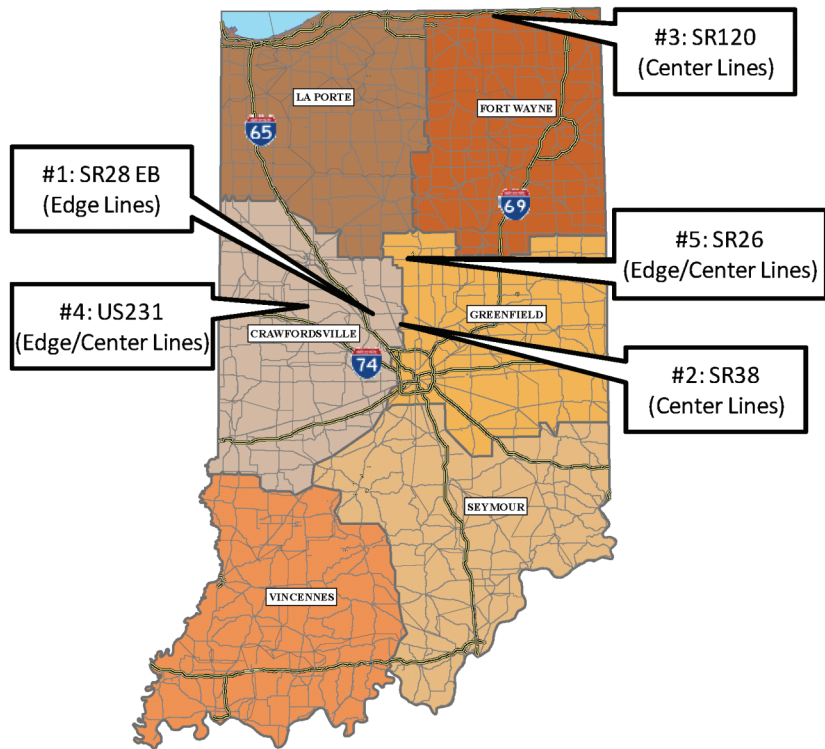 #3: SR120
(Center Lines)
LA PORTE
FORT WAYNE
65
#1: SR28 EB
(Edge Lines)
69
#5: SR26
(Edge/Center Lines)
#4: US231
(Edge/Center Lines)
GREENFIELD
CRAWFORDSVILLE
74
#2: SR38
(Center Lines)
SEYMOUR
VINCENNES